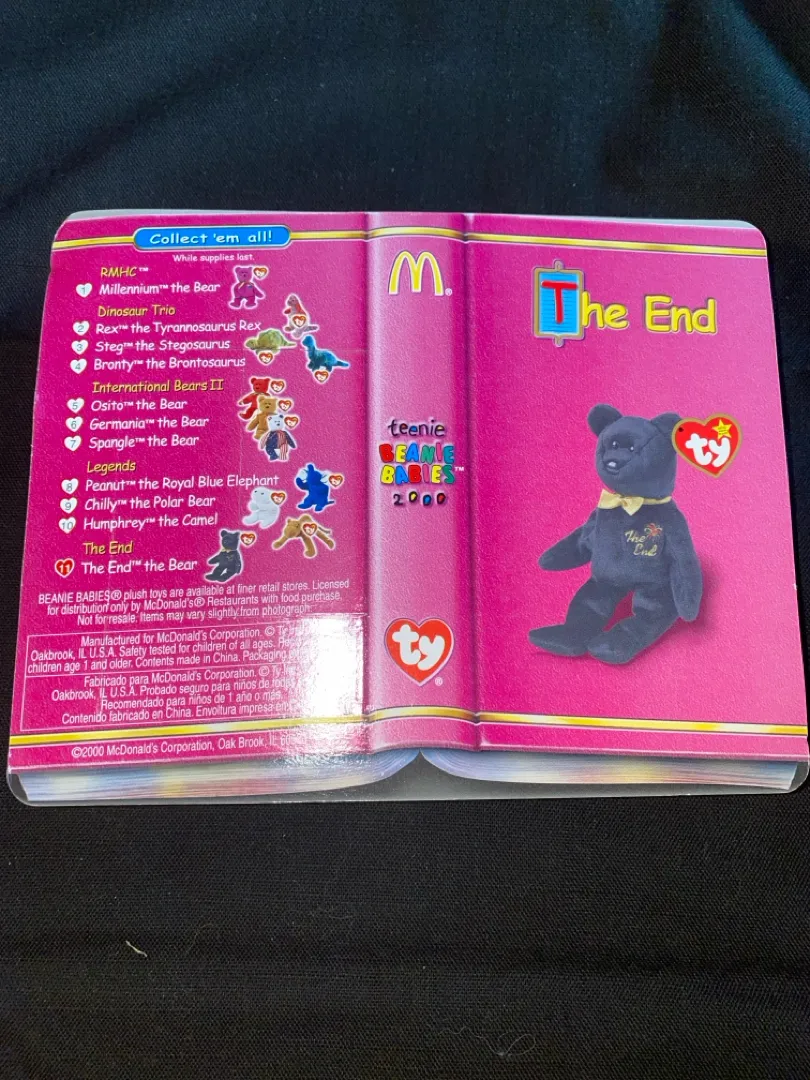 Collect 'em all!
While supplies last.
RMHC™
1 Millennium™ the Bear
Dinosaur Trio
2 Rex™ the Tyrannosaurus Rex
3 Steg™ the Stegosaurus
4 Bronty™ the Brontosaurus
International Bears II
5 Osito™ the Bear
6 Germania™ the Bear
7 Spangle™ the Bear
Legends
8 Peanut™ the Royal Blue Elephant
9 Chilly™ the Polar Bear
10 Humphrey™ the Camel
The End
11 The End™ the Bear
BEANIE BABIES® plush toys are available at finer retail stores. Licensed
for distribution only by McDonald's® Restaurants with food purchase.
Not for resale. Items may vary slightly from photograph.
Manufactured for McDonald's Corporation. © Ty
Oakbrook, IL U.S.A. Safety tested for children of all ages.
children age 1 and older. Contents made in China.
Fabricado para McDonald's Corporation. © Ty
Oakbrook, IL U.S.A. Probado seguro para niños de
Recomendado para niños de 1 año o más.
Contenido fabricado en China. Envoltura
©2000 McDonald's Corporation, Oak Brook, IL
M®
teenie
BEANIE
BABIES™
2000
ty®
The End
ty
The
End